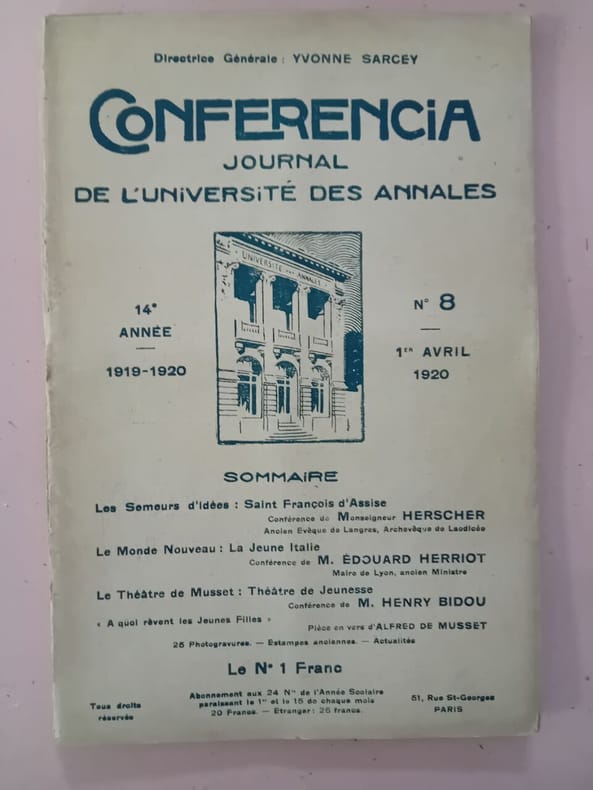 Directrice Générale : YVONNE SARCEY
CONFERENCiA
JOURNAL
DE L'UNiVERSiTÉ DES ANNALES
UNIVERSITÉ DES ANNALES
14e
ANNÉE
1919-1920
N° 8
1ER AVRIL
1920
SOMMAIRE
Les Semeurs d'idées : Saint François d'Assise
Conférence de Monseigneur HERSCHER
Ancien Evêque de Langres, Archevêque de Laodicée
Le Monde Nouveau : La Jeune Italie
Conférence de M. ÉDOUARD HERRIOT
Maire de Lyon, ancien Ministre
Le Théâtre de Musset : Théâtre de Jeunesse
Conférence de M. HENRY BIDOU
« A quoi rêvent les Jeunes Filles » Pièce en vers d'ALFRED DE MUSSET
25 Photogravures. — Estampes anciennes. — Actualités
Le N° 1 Franc
Tous droits
réservés
Abonnement aux 24 Nos de l'Année Scolaire
paraissant le 1er et le 15 de chaque mois
20 Francs. — Etranger : 25 francs.
51, Rue St-Georges
PARIS